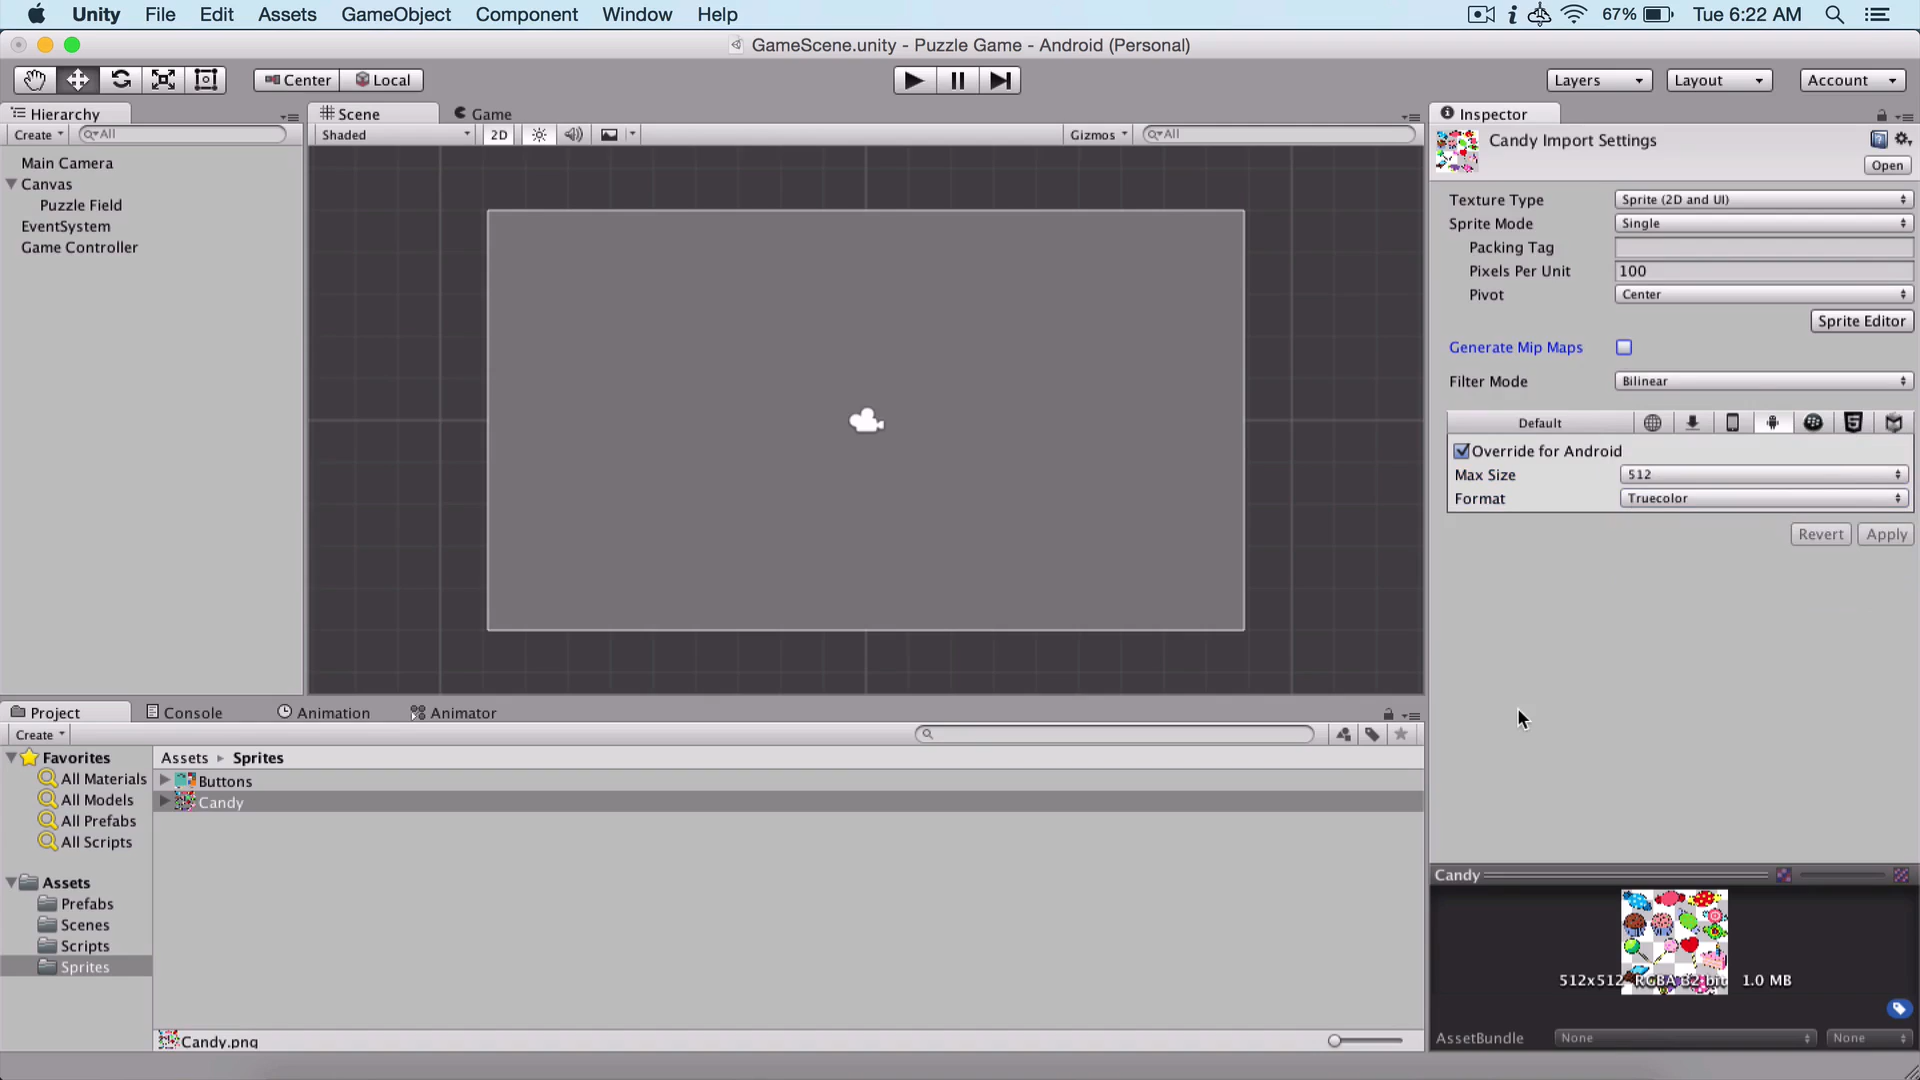 Unity File Edit Assets GameObject Component Window Help 67% Tue 6:22 AM
GameScene.unity - Puzzle Game - Android (Personal)
Center Local Layers Layout Account
Hierarchy Scene Game Inspector
Create All Shaded 2D Gizmos All
Candy Import Settings
Open
Main Camera
Canvas
Puzzle Field
EventSystem
Game Controller
Texture Type Sprite (2D and UI)
Sprite Mode Single
Packing Tag
Pixels Per Unit 100
Pivot Center
Sprite Editor
Generate Mip Maps
Filter Mode Bilinear
Default
Override for Android
Max Size 512
Format Truecolor
Revert Apply
Project Console Animation Animator
Create
Favorites
All Materials
All Models
All Prefabs
All Scripts
Assets
Prefabs
Scenes
Scripts
Sprites
Assets Sprites
Buttons
Candy
Candy.png
Candy
512x512 RGBA 32 bit 1.0 MB
AssetBundle None None